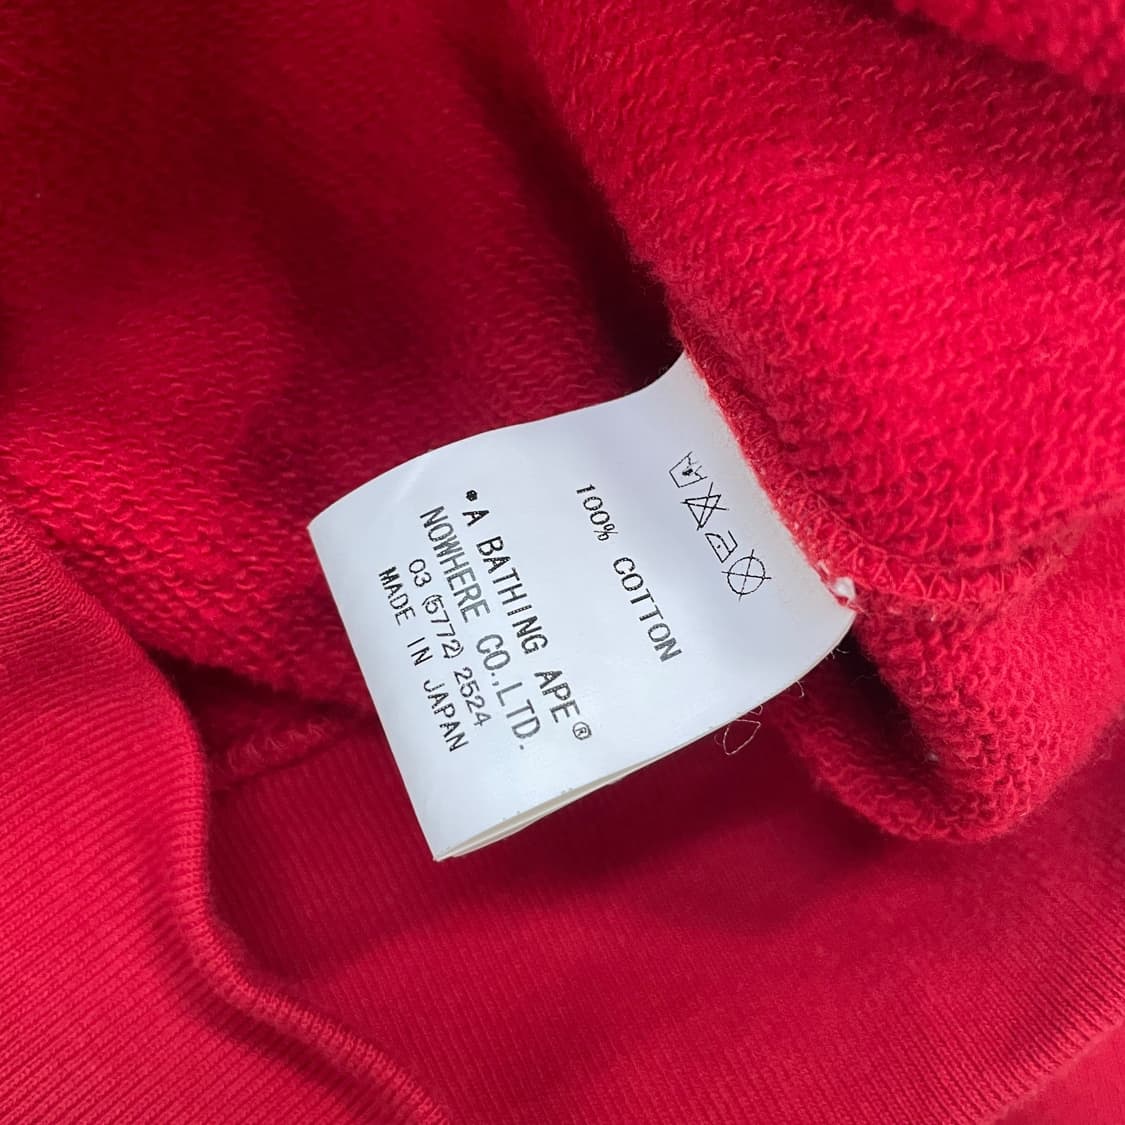 100% COTTON
•A BATHING APE®
NOWHERE CO.,LTD.
03 (5772) 2524
MADE IN JAPAN